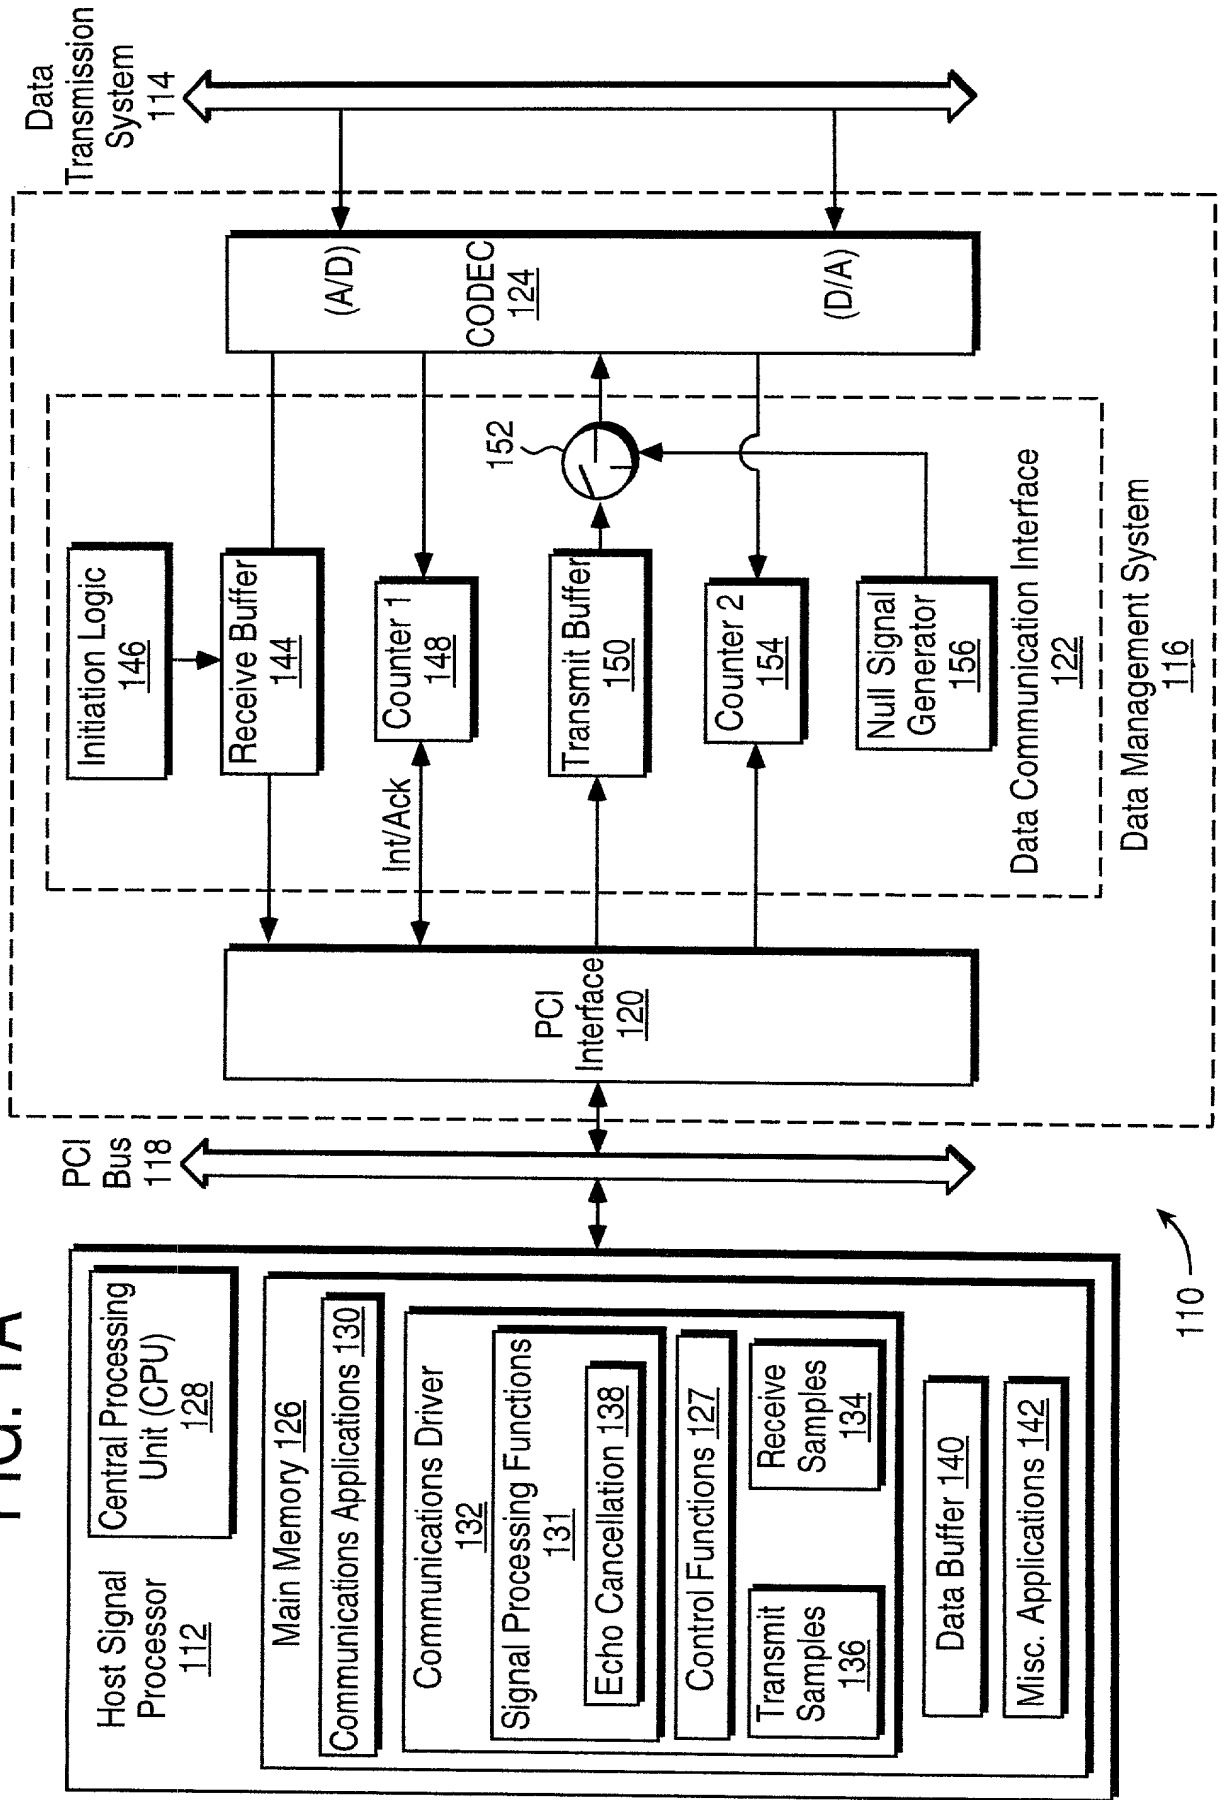 FIG. 1A
Host Signal
Processor
112
Central Processing
Unit (CPU)
128
Main Memory 126
Communications Applications 130
Communications Driver
132
Signal Processing Functions
131
Echo Cancellation 138
Control Functions 127
Transmit
Samples
136
Receive
Samples
134
Data Buffer 140
Misc. Applications 142
110
PCI
Bus
118
PCI
Interface
120
Int/Ack
Initiation Logic
146
Receive Buffer
144
Counter 1
148
Transmit Buffer
150
152
Counter 2
154
Null Signal
Generator
156
Data Communication Interface
122
Data Management System
116
(A/D)
CODEC
124
(D/A)
Data
Transmission
System
114